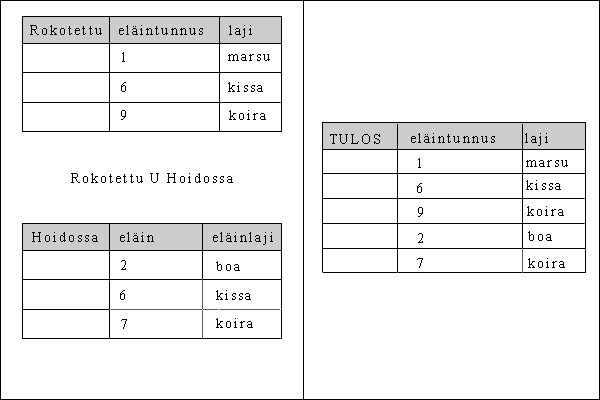 Rokotettu eläintunnus laji
1 marsu
6 kissa
9 koira
Rokotettu U Hoidossa
Hoidossa eläin eläinlaji
2 boa
6 kissa
7 koira
TULOS eläintunnus laji
1 marsu
6 kissa
9 koira
2 boa
7 koira